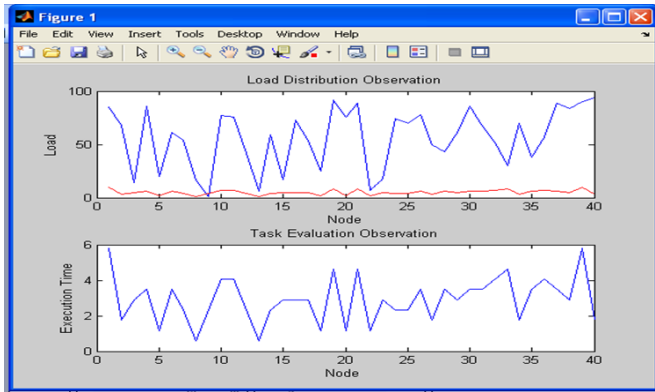 Figure 1
File Edit View Insert Tools Desktop Window Help
Load Distribution Observation
Load
100
50
0
0 5 10 15 20 25 30 35 40
Node
Task Evaluation Observation
Execution Time
6
4
2
0
0 5 10 15 20 25 30 35 40
Node